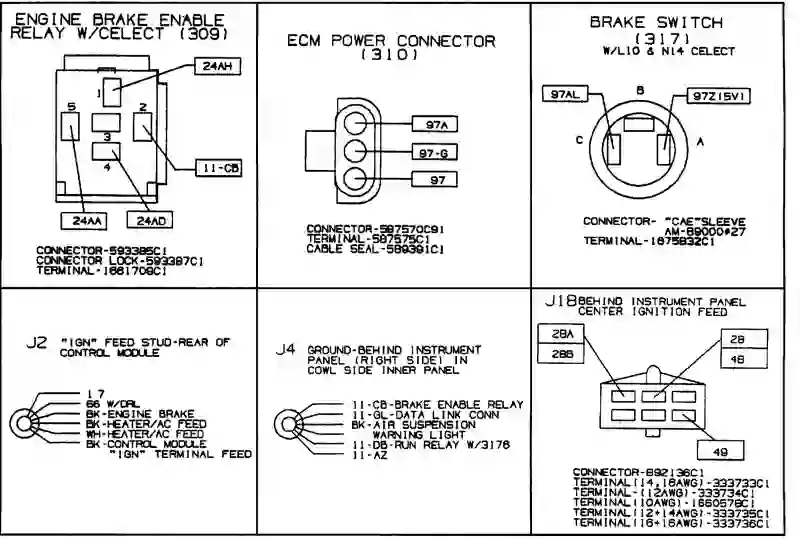 ENGINE BRAKE ENABLE
RELAY W/CELECT (309)
24AH
1
5
2
3
4
11-CB
24AA
24AD
CONNECTOR-593385C1
CONNECTOR LOCK-593387C1
TERMINAL-1661709C1
ECM POWER CONNECTOR
(310)
97A
97-G
97
CONNECTOR-587570C91
TERMINAL-587575C1
CABLE SEAL-589391C1
BRAKE SWITCH
(317)
W/L10 & N14 CELECT
97AL
B
97Z15V1
C
A
CONNECTOR- "CAE"SLEEVE
AM-89000#27
TERMINAL-1675832C1
J2 "IGN" FEED STUD-REAR OF
CONTROL MODULE
17
66 W/DRL
BK-ENGINE BRAKE
BK-HEATER/AC FEED
WH-HEATER/AC FEED
BK-CONTROL MODULE
"IGN" TERMINAL FEED
J4 GROUND-BEHIND INSTRUMENT
PANEL (RIGHT SIDE) IN
COWL SIDE INNER PANEL
11-CB-BRAKE ENABLE RELAY
11-GL-DATA LINK CONN
BK-AIR SUSPENSION
WARNING LIGHT
11-DB-RUN RELAY W/3176
11-AZ
J18 BEHIND INSTRUMENT PANEL
CENTER IGNITION FEED
28A
28B
28
48
49
CONNECTOR-892136C1
TERMINAL(14,18AWG)-333733C1
TERMINAL-(12AWG)-333734C1
TERMINAL(10AWG)-1660578C1
TERMINAL(12+14AWG)-333735C1
TERMINAL(16+18AWG)-333736C1